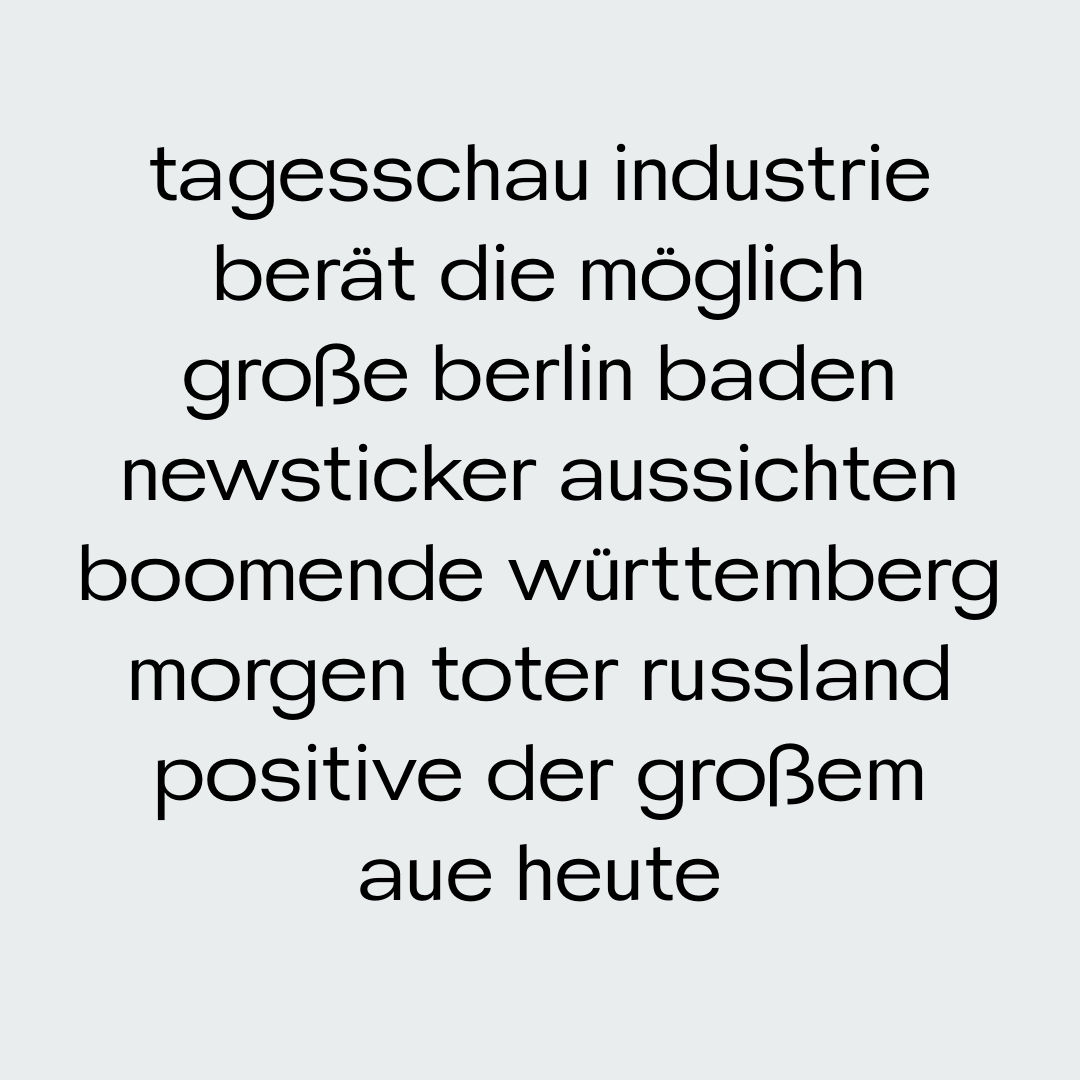 tagesschau industrie
berät die möglich
große berlin baden
newsticker aussichten
boomende württemberg
morgen toter russland
positive der großem
aue heute